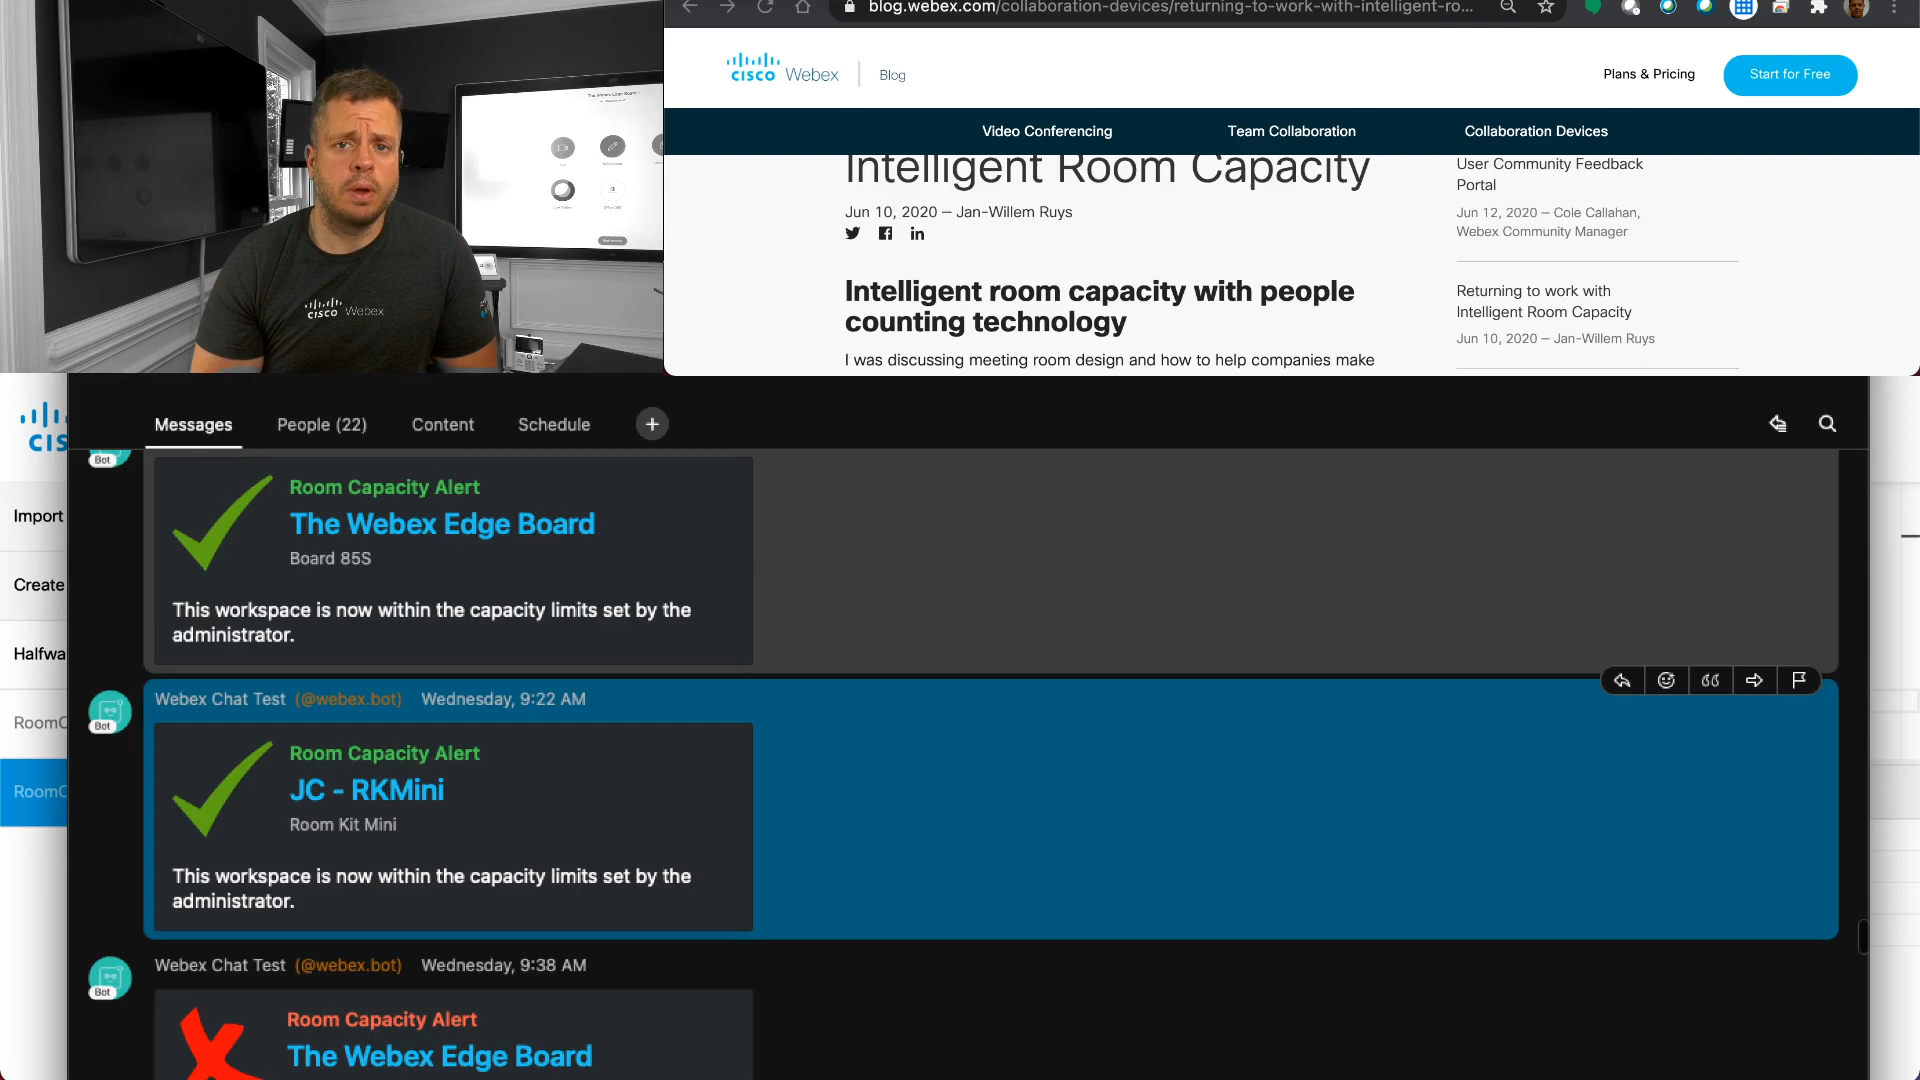 blog.webex.com/collaboration-devices/returning-to-work-with-intelligent-ro...
cisco Webex
Blog
Plans & Pricing
Start for Free
Video Conferencing
Team Collaboration
Collaboration Devices
Intelligent Room Capacity
Jun 10, 2020 — Jan-Willem Ruys
Intelligent room capacity with people
counting technology
I was discussing meeting room design and how to help companies make
User Community Feedback
Portal
Jun 12, 2020 — Cole Callahan,
Webex Community Manager
Returning to work with
Intelligent Room Capacity
Jun 10, 2020 — Jan-Willem Ruys
cisco Webex
CIS
Import
Create
Halfwa
RoomC
RoomC
Messages
People (22)
Content
Schedule
Bot
Room Capacity Alert
The Webex Edge Board
Board 85S
This workspace is now within the capacity limits set by the
administrator.
Bot
Webex Chat Test (@webex.bot) Wednesday, 9:22 AM
Room Capacity Alert
JC - RKMini
Room Kit Mini
This workspace is now within the capacity limits set by the
administrator.
Bot
Webex Chat Test (@webex.bot) Wednesday, 9:38 AM
Room Capacity Alert
The Webex Edge Board